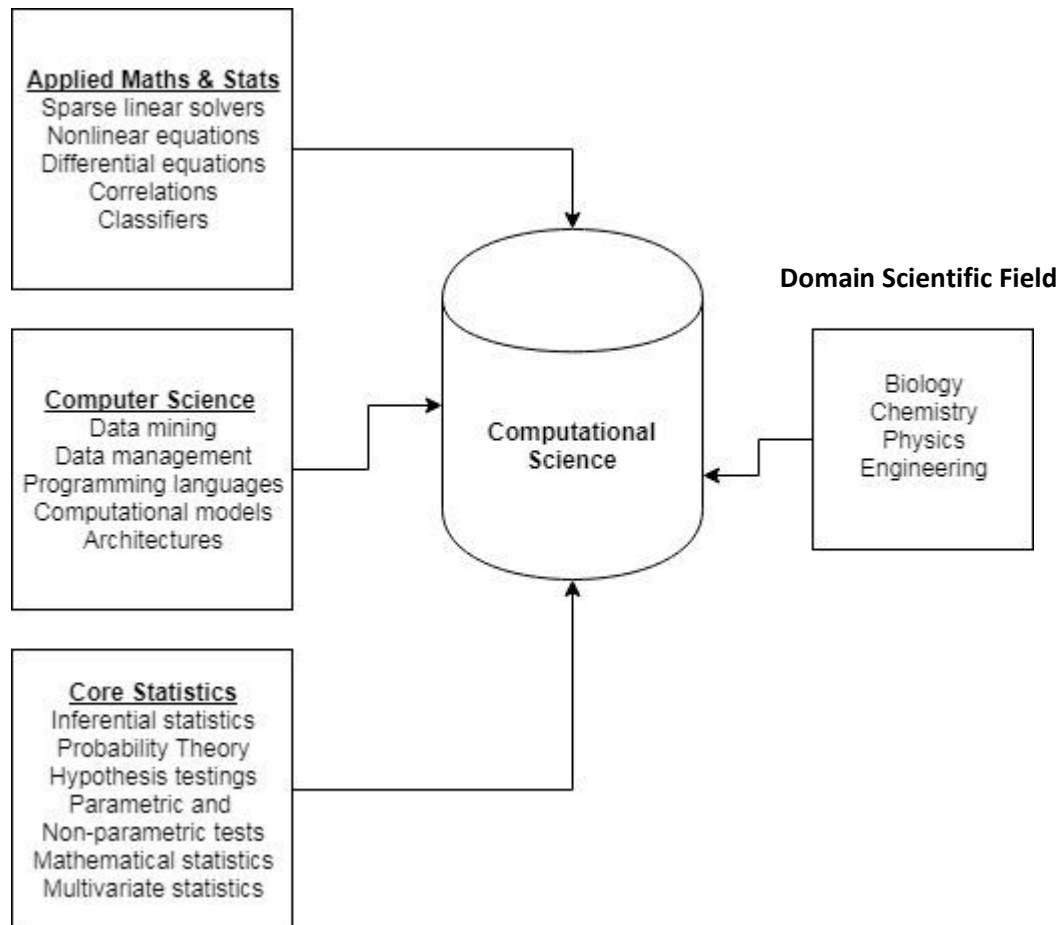 Applied Maths & Stats
Sparse linear solvers
Nonlinear equations
Differential equations
Correlations
Classifiers
Computer Science
Data mining
Data management
Programming languages
Computational models
Architectures
Core Statistics
Inferential statistics
Probability Theory
Hypothesis testings
Parametric and
Non-parametric tests
Mathematical statistics
Multivariate statistics
Computational
Science
Domain Scientific Field
Biology
Chemistry
Physics
Engineering